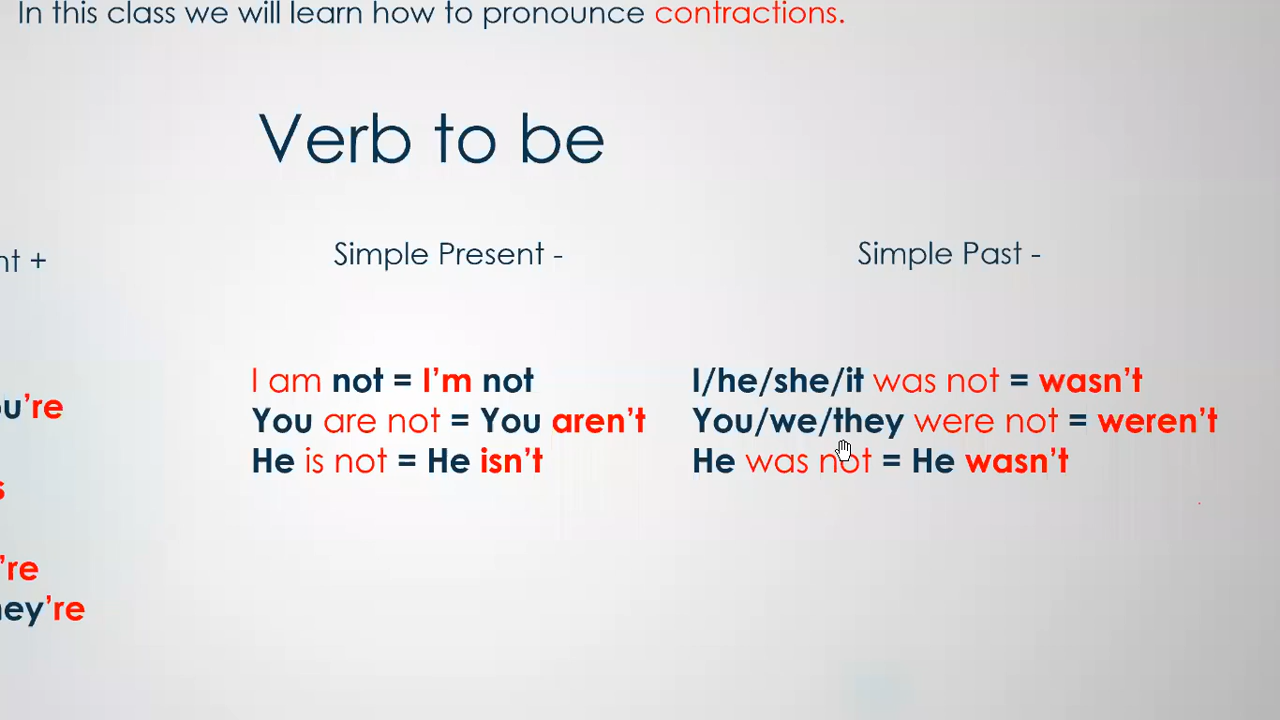 In this class we will learn how to pronounce contractions.
Verb to be
nt +
Simple Present -
Simple Past -
I am not = I’m not
You are not = You aren’t
He is not = He isn’t
I/he/she/it was not = wasn’t
You/we/they were not = weren’t
He was not = He wasn’t
ou’re
s
’re
hey’re